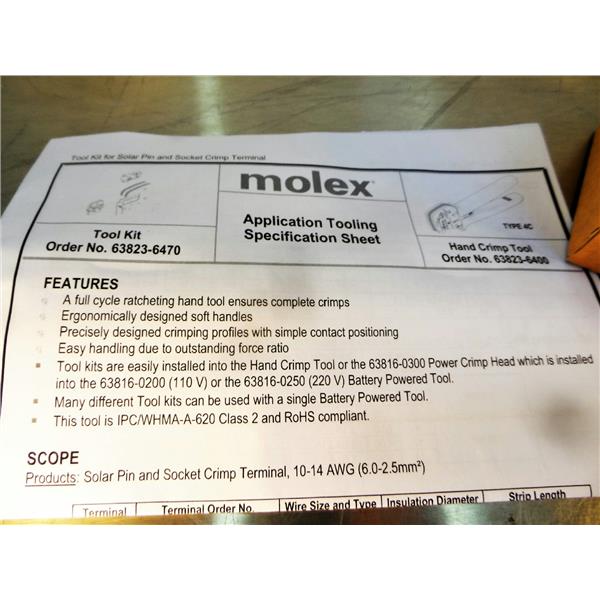 Tool Kit for Solar Pin and Socket Crimp Terminal
molex®
Tool Kit
Order No. 63823-6470
Application Tooling
Specification Sheet
TYPE 4C
Hand Crimp Tool
Order No. 63823-6400
FEATURES
A full cycle ratcheting hand tool ensures complete crimps
Ergonomically designed soft handles
Precisely designed crimping profiles with simple contact positioning
Easy handling due to outstanding force ratio
▪ Tool kits are easily installed into the Hand Crimp Tool or the 63816-0300 Power Crimp Head which is installed
into the 63816-0200 (110 V) or the 63816-0250 (220 V) Battery Powered Tool.
▪ Many different Tool kits can be used with a single Battery Powered Tool.
▪ This tool is IPC/WHMA-A-620 Class 2 and RoHS compliant.
SCOPE
Products: Solar Pin and Socket Crimp Terminal, 10-14 AWG (6.0-2.5mm²)
Terminal Terminal Order No. Wire Size and Type Insulation Diameter Strip Length